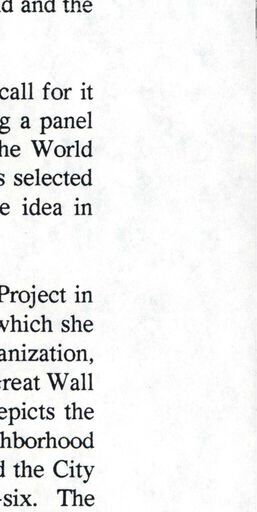 d and the
call for it
g a panel
he World
s selected
e idea in
Project in
which she
anization,
reat Wall
epicts the
hborhood
d the City
-six. The